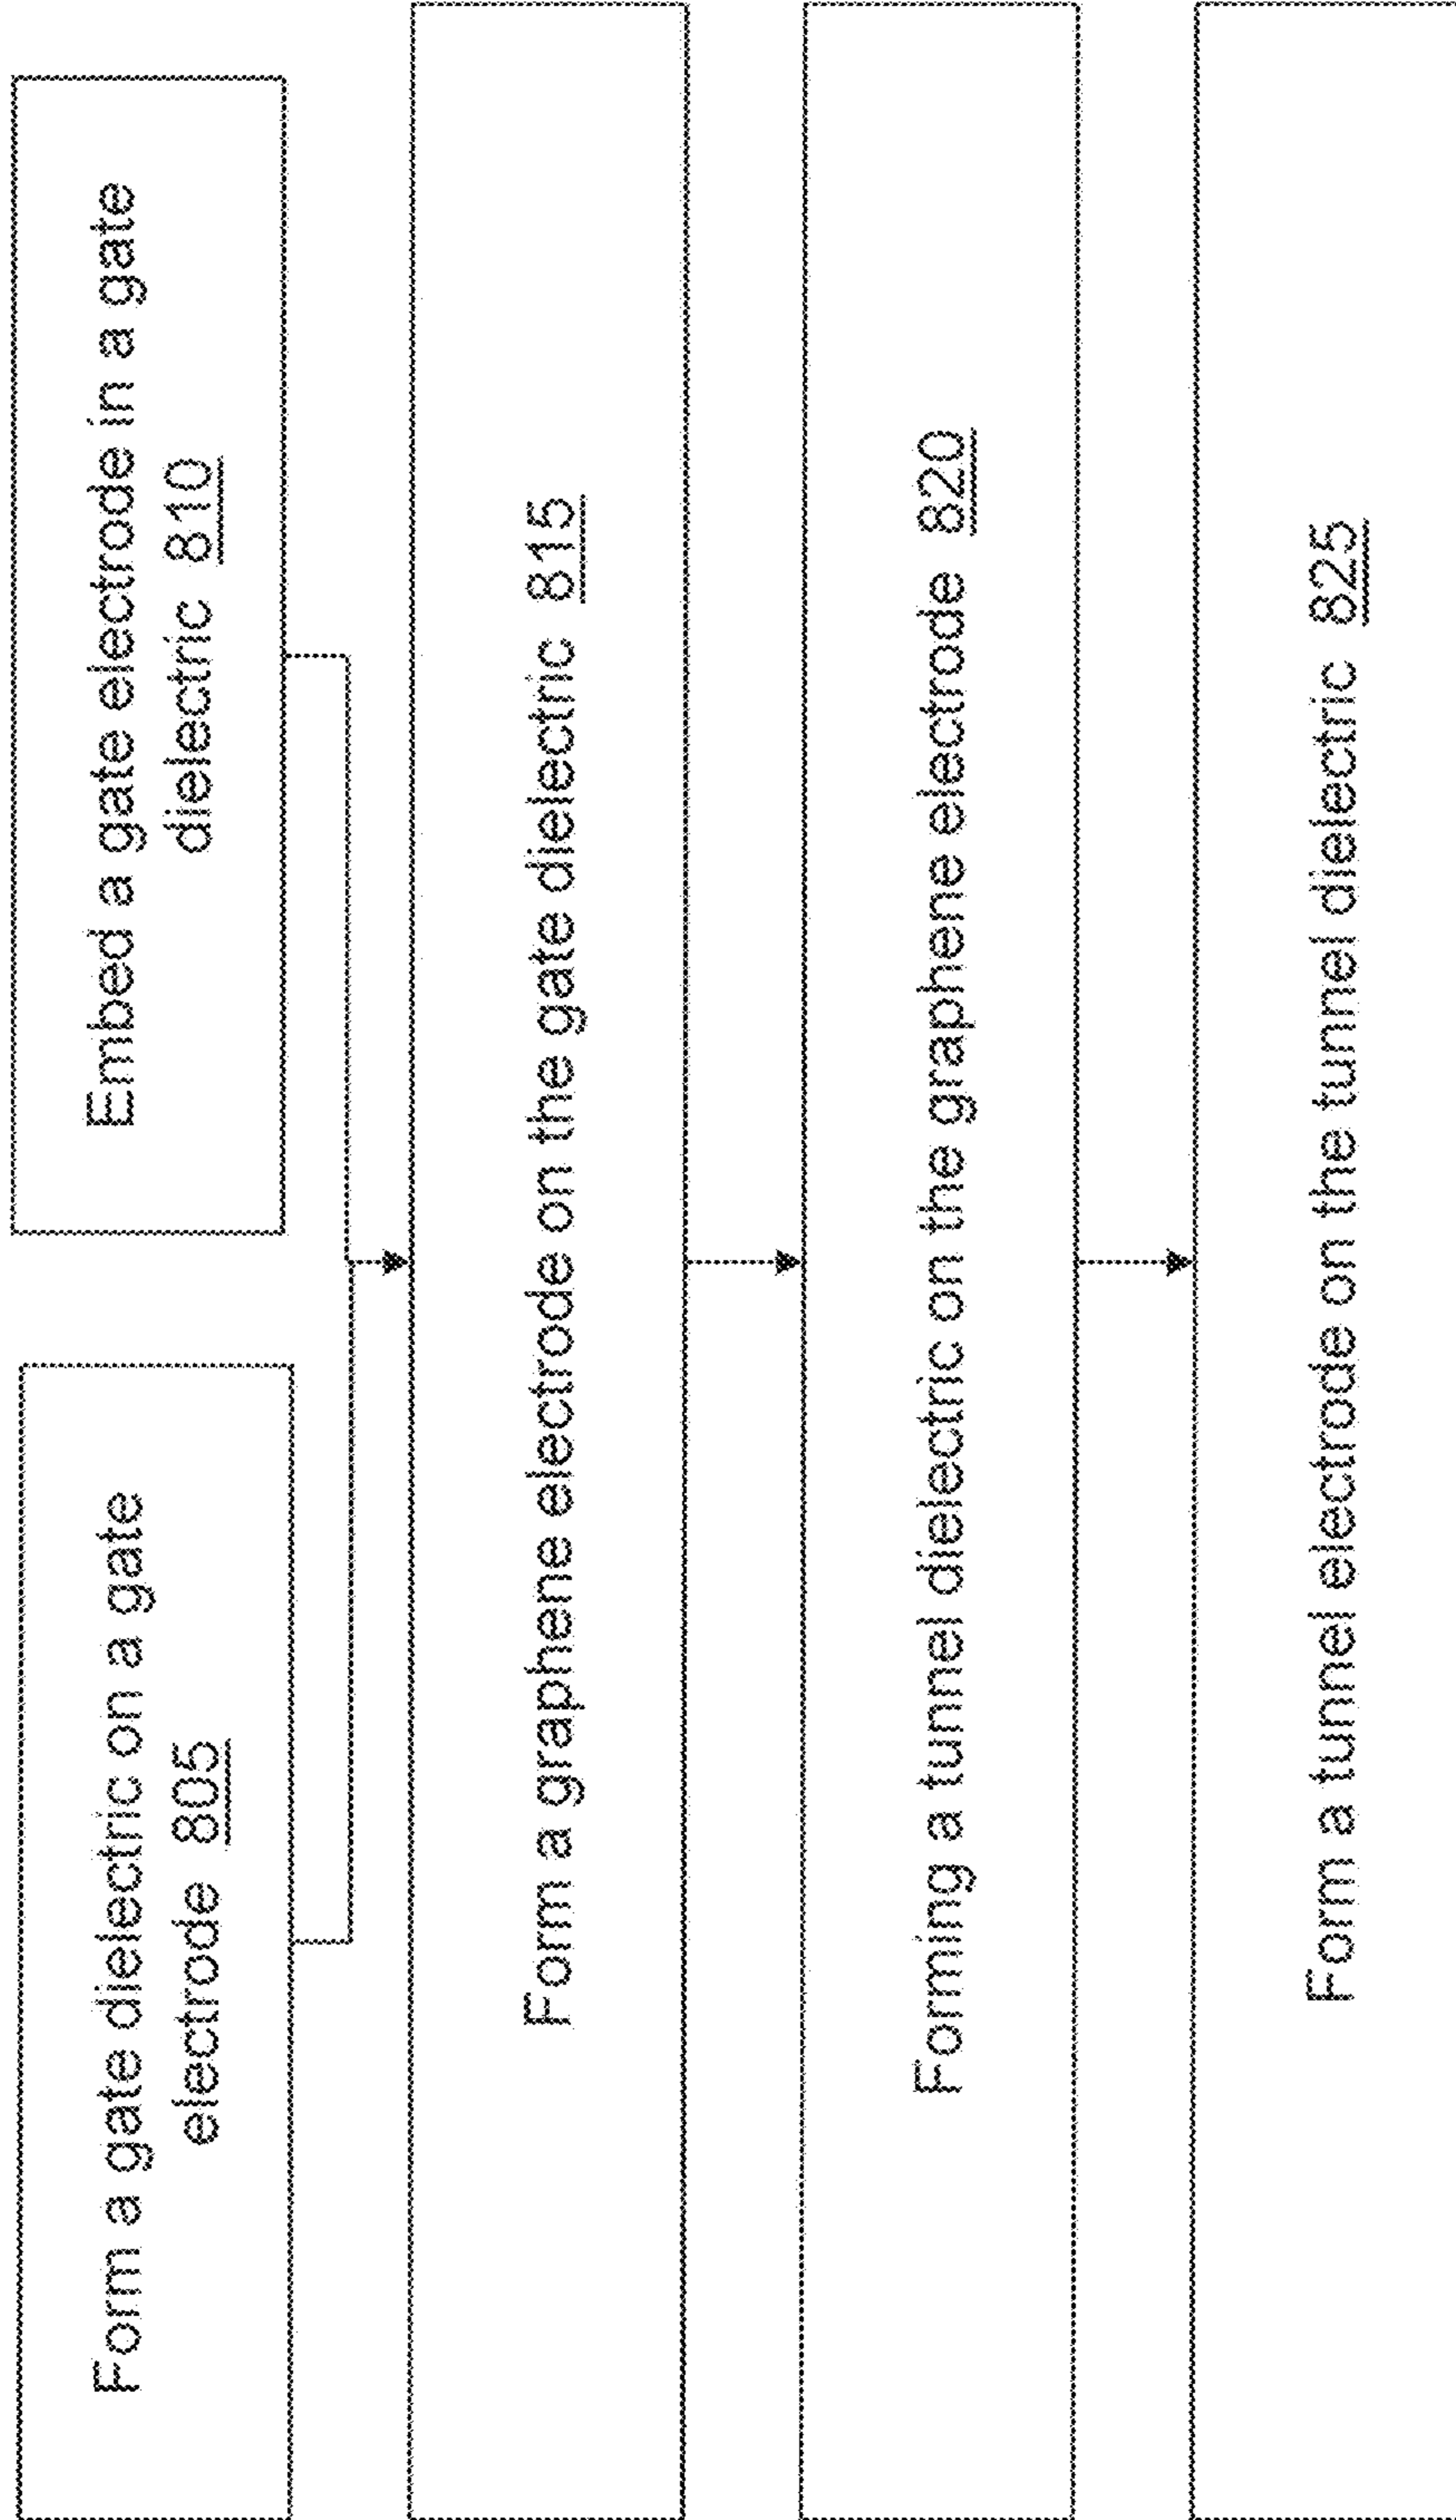 Form a gate dielectric on a gate
electrode 805
Embed a gate electrode in a gate
dielectric 810
Form a graphene electrode on the gate dielectric 815
Forming a tunnel dielectric on the graphene electrode 820
Form a tunnel electrode on the tunnel dielectric 825